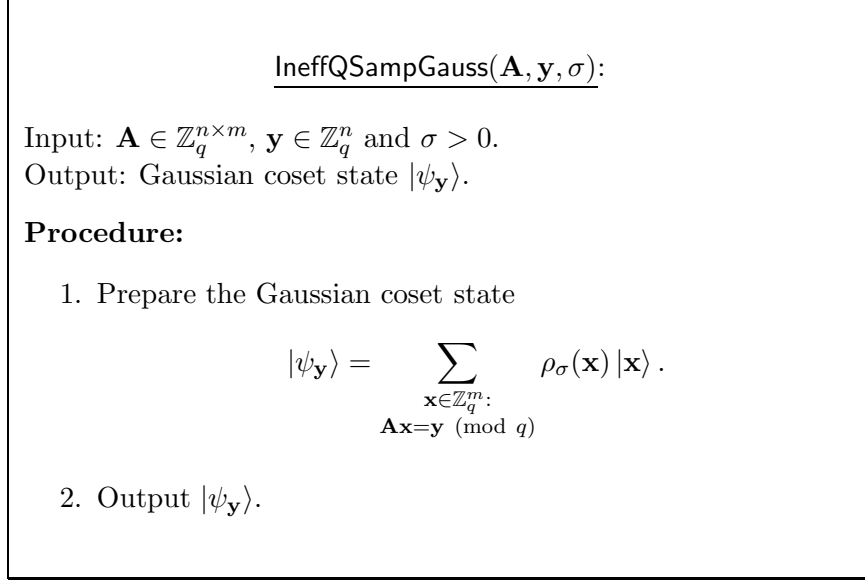 IneffQSampGauss(A, y, σ):
Input: A ∈ ℤ_q^{n×m}, y ∈ ℤ_q^n and σ > 0.
Output: Gaussian coset state |ψ_y⟩.
Procedure:
1. Prepare the Gaussian coset state
|ψ_y⟩ = ∑_{x∈ℤ_q^m: Ax=y (mod q)} ρ_σ(x) |x⟩ .
2. Output |ψ_y⟩.